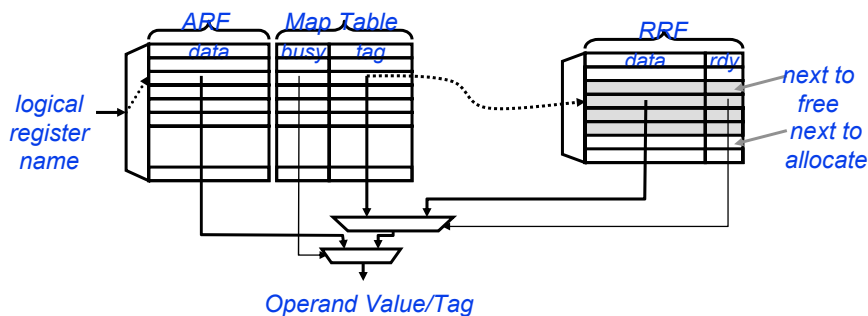 ARF Map Table RRF
data busy tag data rdy
logical
register
name
next to
free
next to
allocate
Operand Value/Tag